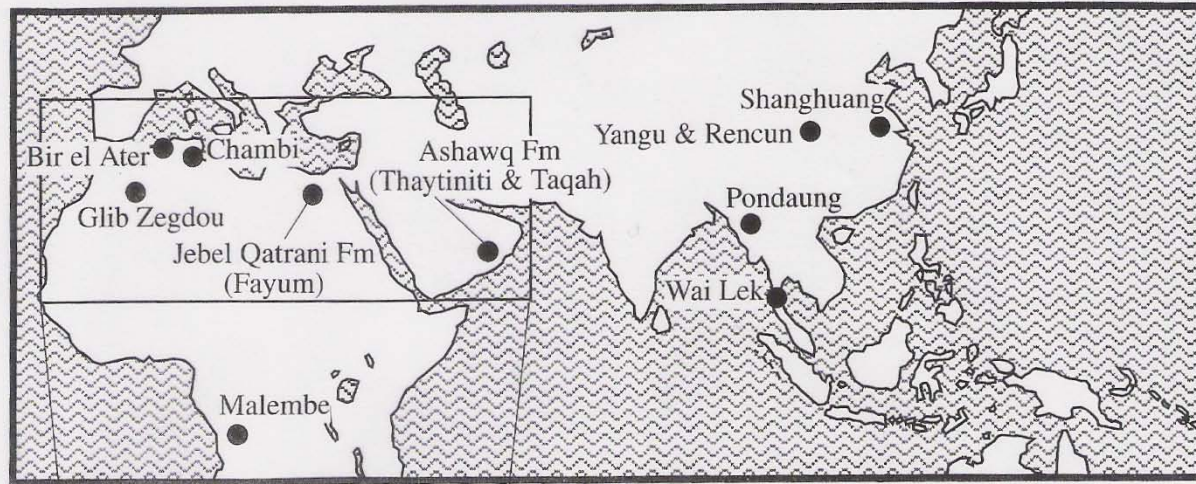 Shanghuang
Yangu & Rencun
Bir el Ater
Chambi
Ashawq Fm
(Thaytiniti & Taqah)
Glib Zegdou
Pondaung
Jebel Qatrani Fm
(Fayum)
Wai Lek
Malembe